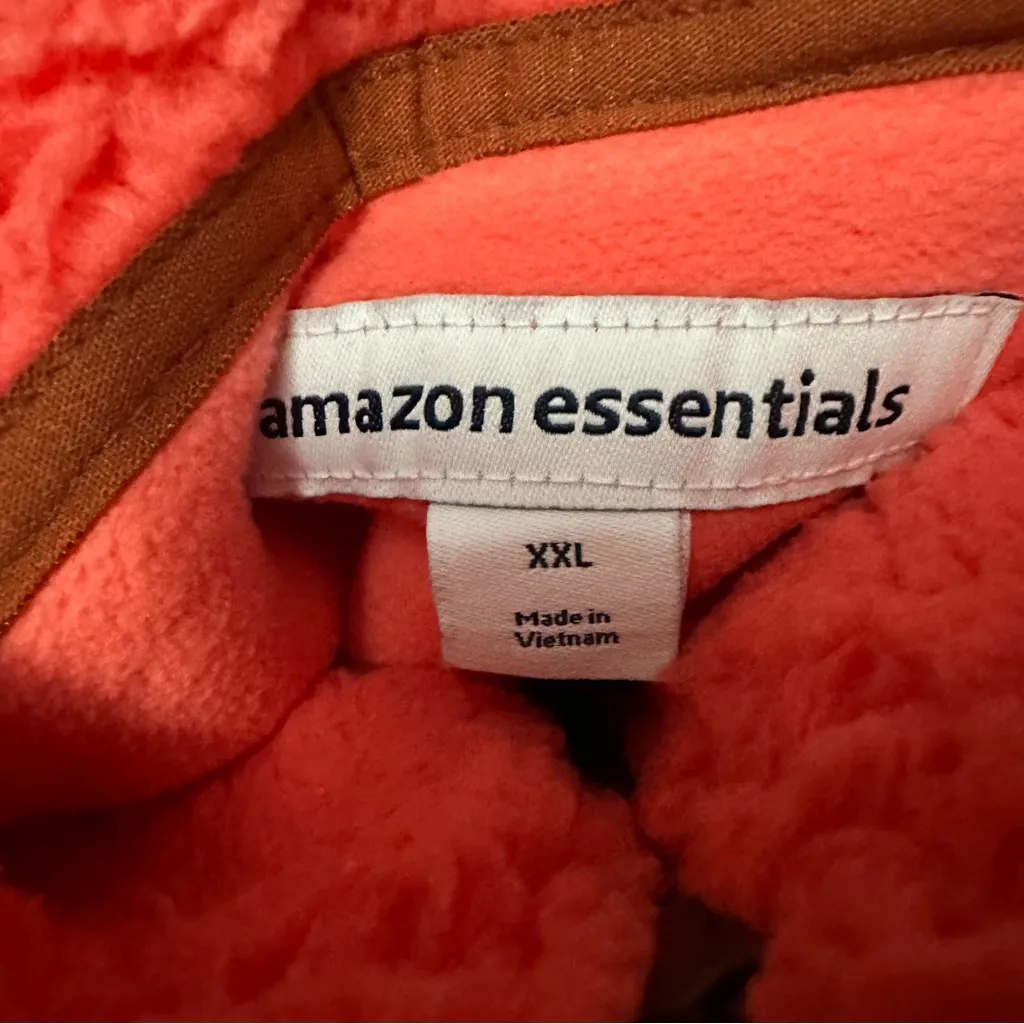 amazon essentials
XXL
Made in
Vietnam